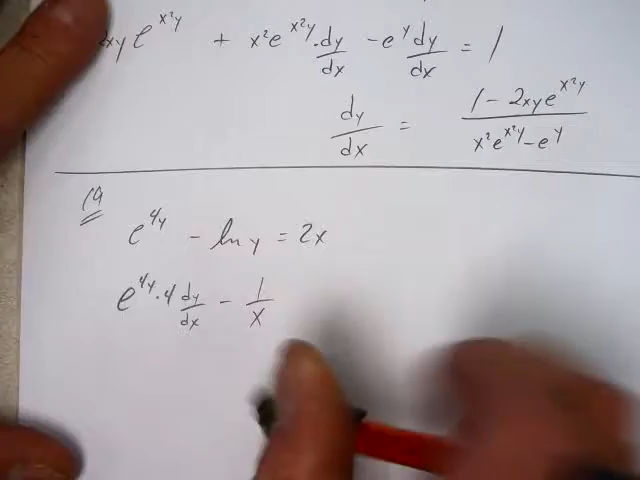 xy e^{x²y} + x²e^{x²y}·dy/dx - e^y dy/dx = 1
dy/dx = (1 - 2xye^{x²y})/(x²e^{x²y} - e^y)
19
e^{4y} - ln y = 2x
e^{4y}·4 dy/dx - 1/x